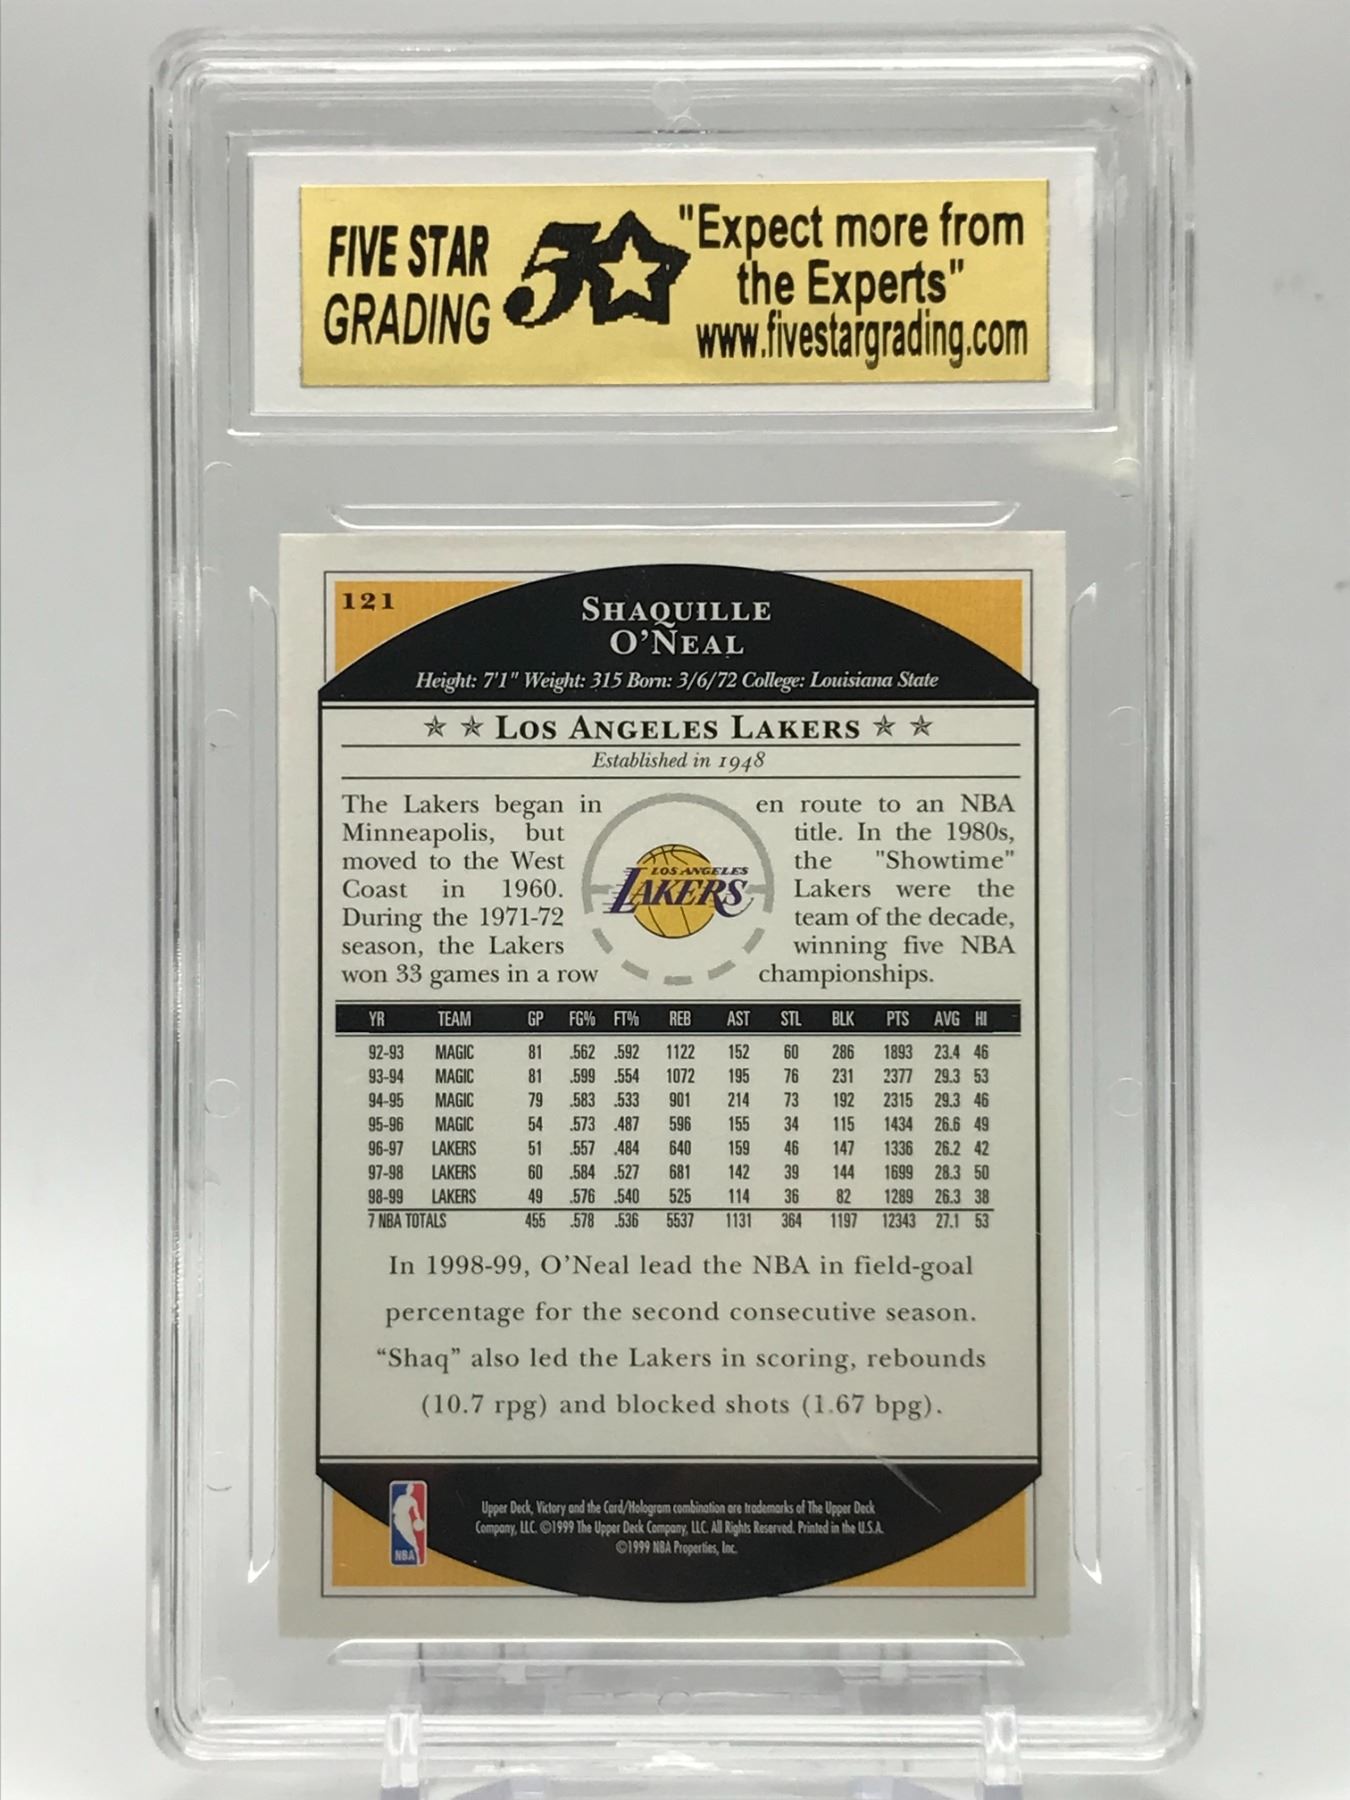 FIVE STAR
GRADING
5
"Expect more from
the Experts"
www.fivestargrading.com
121
SHAQUILLE
O'NEAL
Height: 7'1" Weight: 315 Born: 3/6/72 College: Louisiana State
LOS ANGELES LAKERS
Established in 1948
The Lakers began in
Minneapolis, but
moved to the West
Coast in 1960.
During the 1971-72
season, the Lakers
won 33 games in a row
LOS ANGELES
LAKERS
en route to an NBA
title. In the 1980s,
the "Showtime"
Lakers were the
team of the decade,
winning five NBA
championships.
YR TEAM GP FG% FT% REB AST STL BLK PTS AVG HI
92-93 MAGIC 81 .562 .592 1122 152 60 286 1893 23.4 46
93-94 MAGIC 81 .599 .554 1072 195 76 231 2377 29.3 53
94-95 MAGIC 79 .583 .533 901 214 73 192 2315 29.3 46
95-96 MAGIC 54 .573 .487 596 155 34 115 1434 26.6 49
96-97 LAKERS 51 .557 .484 640 159 46 147 1336 26.2 42
97-98 LAKERS 60 .584 .527 681 142 39 144 1699 28.3 50
98-99 LAKERS 49 .576 .540 525 114 36 82 1289 26.3 38
7 NBA TOTALS 455 .578 .536 5537 1131 364 1197 12343 27.1 53
In 1998-99, O'Neal lead the NBA in field-goal
percentage for the second consecutive season.
“Shaq” also led the Lakers in scoring, rebounds
(10.7 rpg) and blocked shots (1.67 bpg).
NBA
Upper Deck, Victory and the Card/Hologram combination are trademarks of The Upper Deck
Company, LLC. ©1999 The Upper Deck Company, LLC. All Rights Reserved. Printed in the U.S.A.
©1999 NBA Properties, Inc.